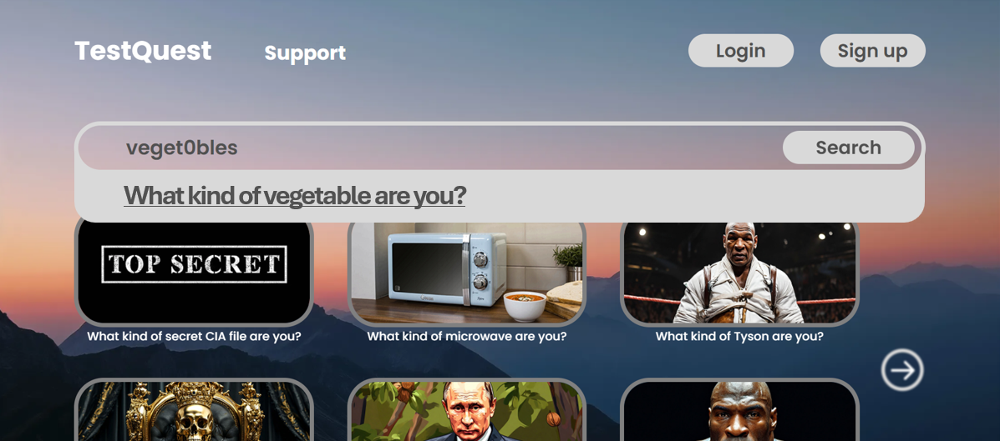 TestQuest Support Login Sign up
veget0bles Search
What kind of vegetable are you?
TOP SECRET
What kind of secret CIA file are you? What kind of microwave are you? What kind of Tyson are you?